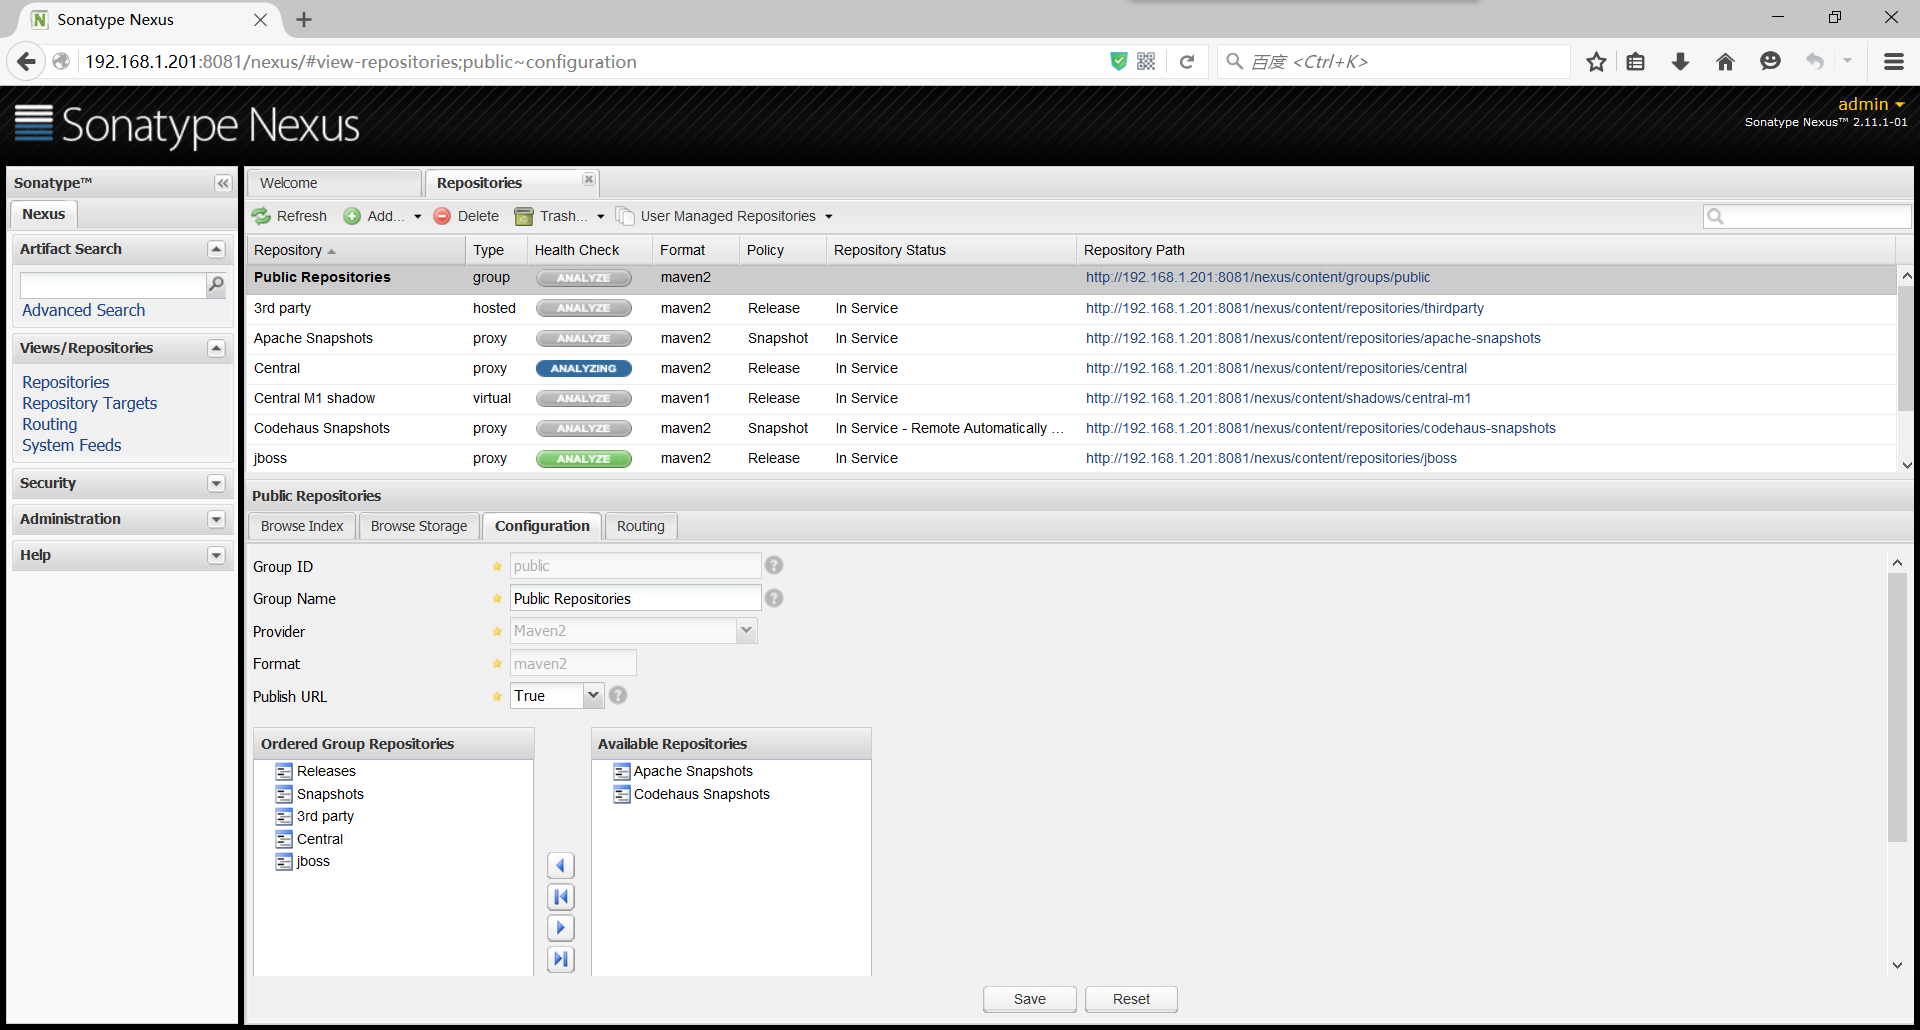 Sonatype Nexus
192.168.1.201:8081/nexus/#view-repositories;public~configuration
百度 <Ctrl+K>
Sonatype Nexus
admin
Sonatype Nexus™ 2.11.1-01
Sonatype™
Nexus
Artifact Search
Advanced Search
Views/Repositories
Repositories
Repository Targets
Routing
System Feeds
Security
Administration
Help
Welcome
Repositories
Refresh Add... Delete Trash... User Managed Repositories
Repository Type Health Check Format Policy Repository Status Repository Path
Public Repositories group ANALYZE maven2 http://192.168.1.201:8081/nexus/content/groups/public
3rd party hosted ANALYZE maven2 Release In Service http://192.168.1.201:8081/nexus/content/repositories/thirdparty
Apache Snapshots proxy ANALYZE maven2 Snapshot In Service http://192.168.1.201:8081/nexus/content/repositories/apache-snapshots
Central proxy ANALYZING maven2 Release In Service http://192.168.1.201:8081/nexus/content/repositories/central
Central M1 shadow virtual ANALYZE maven1 Release In Service http://192.168.1.201:8081/nexus/content/shadows/central-m1
Codehaus Snapshots proxy ANALYZE maven2 Snapshot In Service - Remote Automatically ... http://192.168.1.201:8081/nexus/content/repositories/codehaus-snapshots
jboss proxy ANALYZE maven2 Release In Service http://192.168.1.201:8081/nexus/content/repositories/jboss
Public Repositories
Browse Index Browse Storage Configuration Routing
Group ID public
Group Name Public Repositories
Provider Maven2
Format maven2
Publish URL True
Ordered Group Repositories
Releases
Snapshots
3rd party
Central
jboss
Available Repositories
Apache Snapshots
Codehaus Snapshots
Save Reset